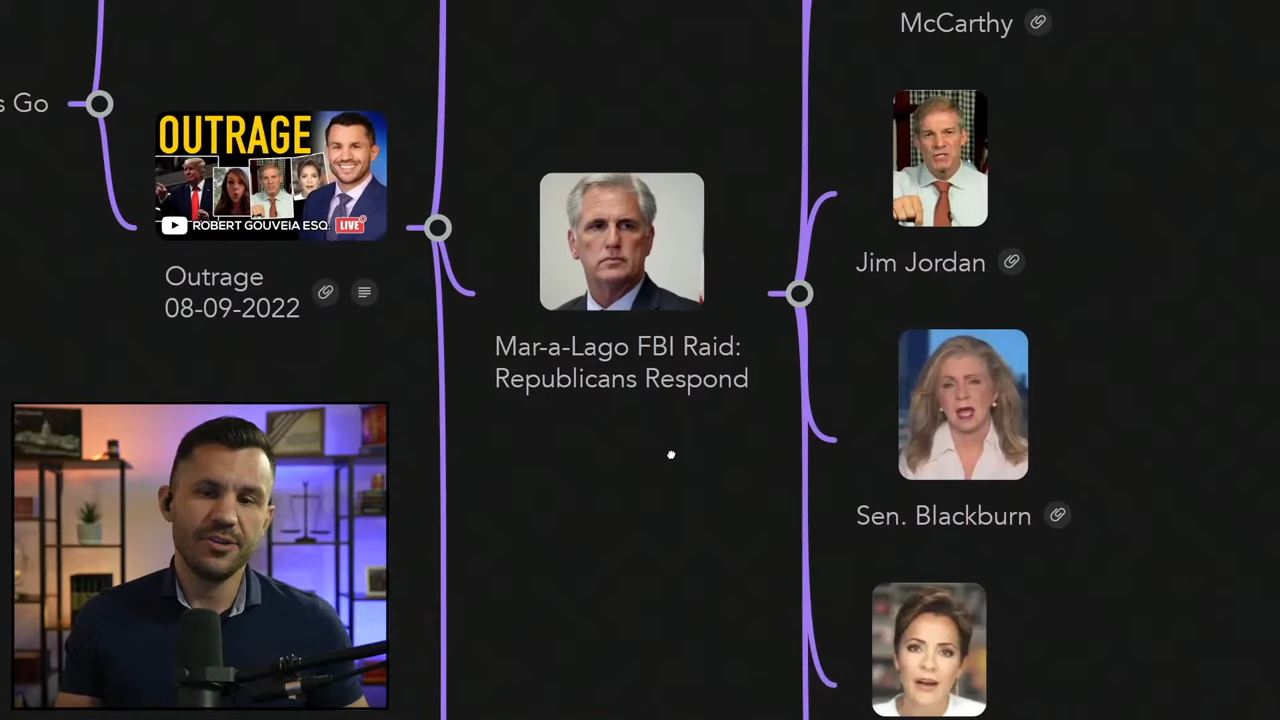 McCarthy
s Go
OUTRAGE
ROBERT GOUVEIA ESQ.
LIVE
Outrage
08-09-2022
Mar-a-Lago FBI Raid:
Republicans Respond
Jim Jordan
Sen. Blackburn